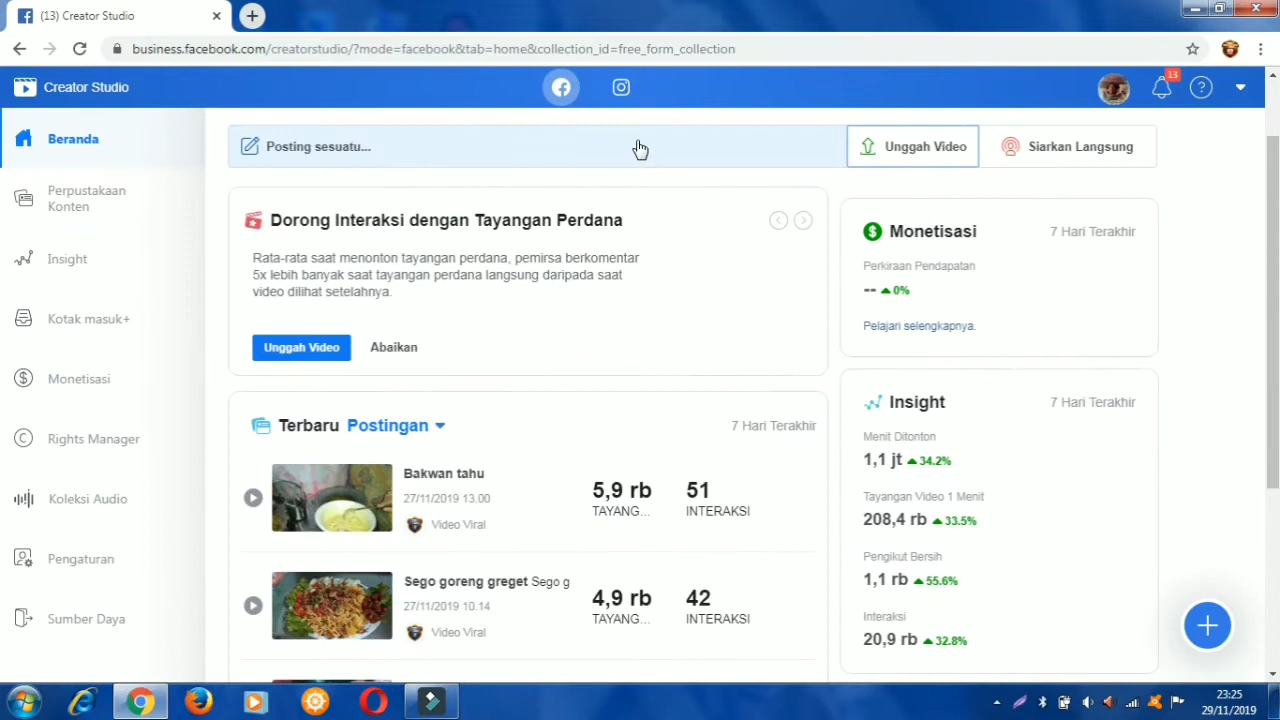 (13) Creator Studio
business.facebook.com/creatorstudio/?mode=facebook&tab=home&collection_id=free_form_collection
Creator Studio
13
Beranda
Perpustakaan
Konten
Insight
Kotak masuk+
Monetisasi
Rights Manager
Koleksi Audio
Pengaturan
Sumber Daya
Posting sesuatu...
Unggah Video
Siarkan Langsung
Dorong Interaksi dengan Tayangan Perdana
Rata-rata saat menonton tayangan perdana, pemirsa berkomentar
5x lebih banyak saat tayangan perdana langsung daripada saat
video dilihat setelahnya.
Unggah Video Abaikan
Terbaru Postingan 7 Hari Terakhir
Bakwan tahu
27/11/2019 13.00
Video Viral
5,9 rb
TAYANG...
51
INTERAKSI
Sego goreng greget Sego g
27/11/2019 10.14
Video Viral
4,9 rb
TAYANG...
42
INTERAKSI
Monetisasi 7 Hari Terakhir
Perkiraan Pendapatan
-- 0%
Pelajari selengkapnya.
Insight 7 Hari Terakhir
Menit Ditonton
1,1 jt 34.2%
Tayangan Video 1 Menit
208,4 rb 33.5%
Pengikut Bersih
1,1 rb 55.6%
Interaksi
20,9 rb 32.8%
23:25
29/11/2019